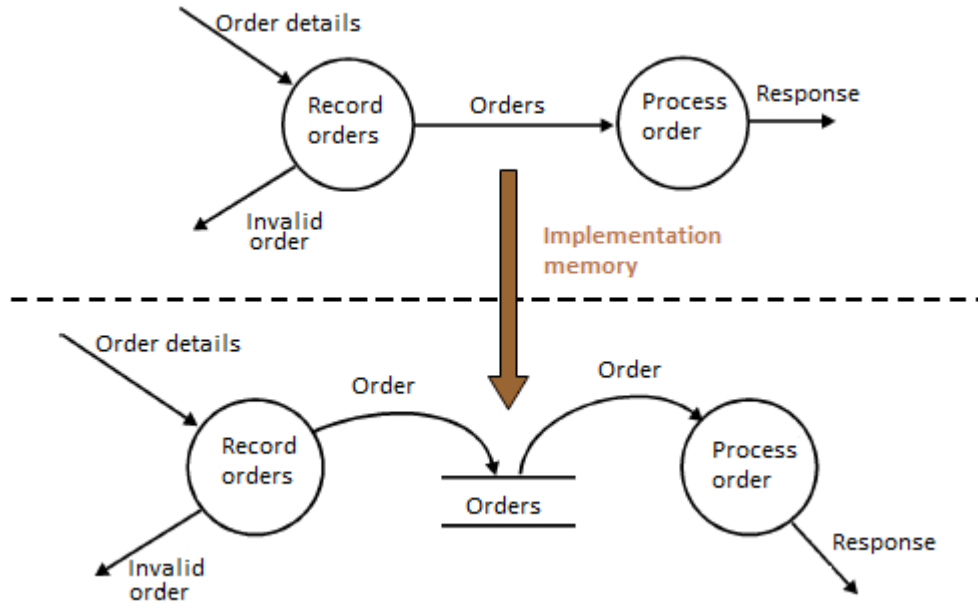 Order details
Record
orders
Orders
Process
order
Response
Invalid
order
Implementation
memory
Order details
Order
Order
Record
orders
Orders
Process
order
Invalid
order
Response